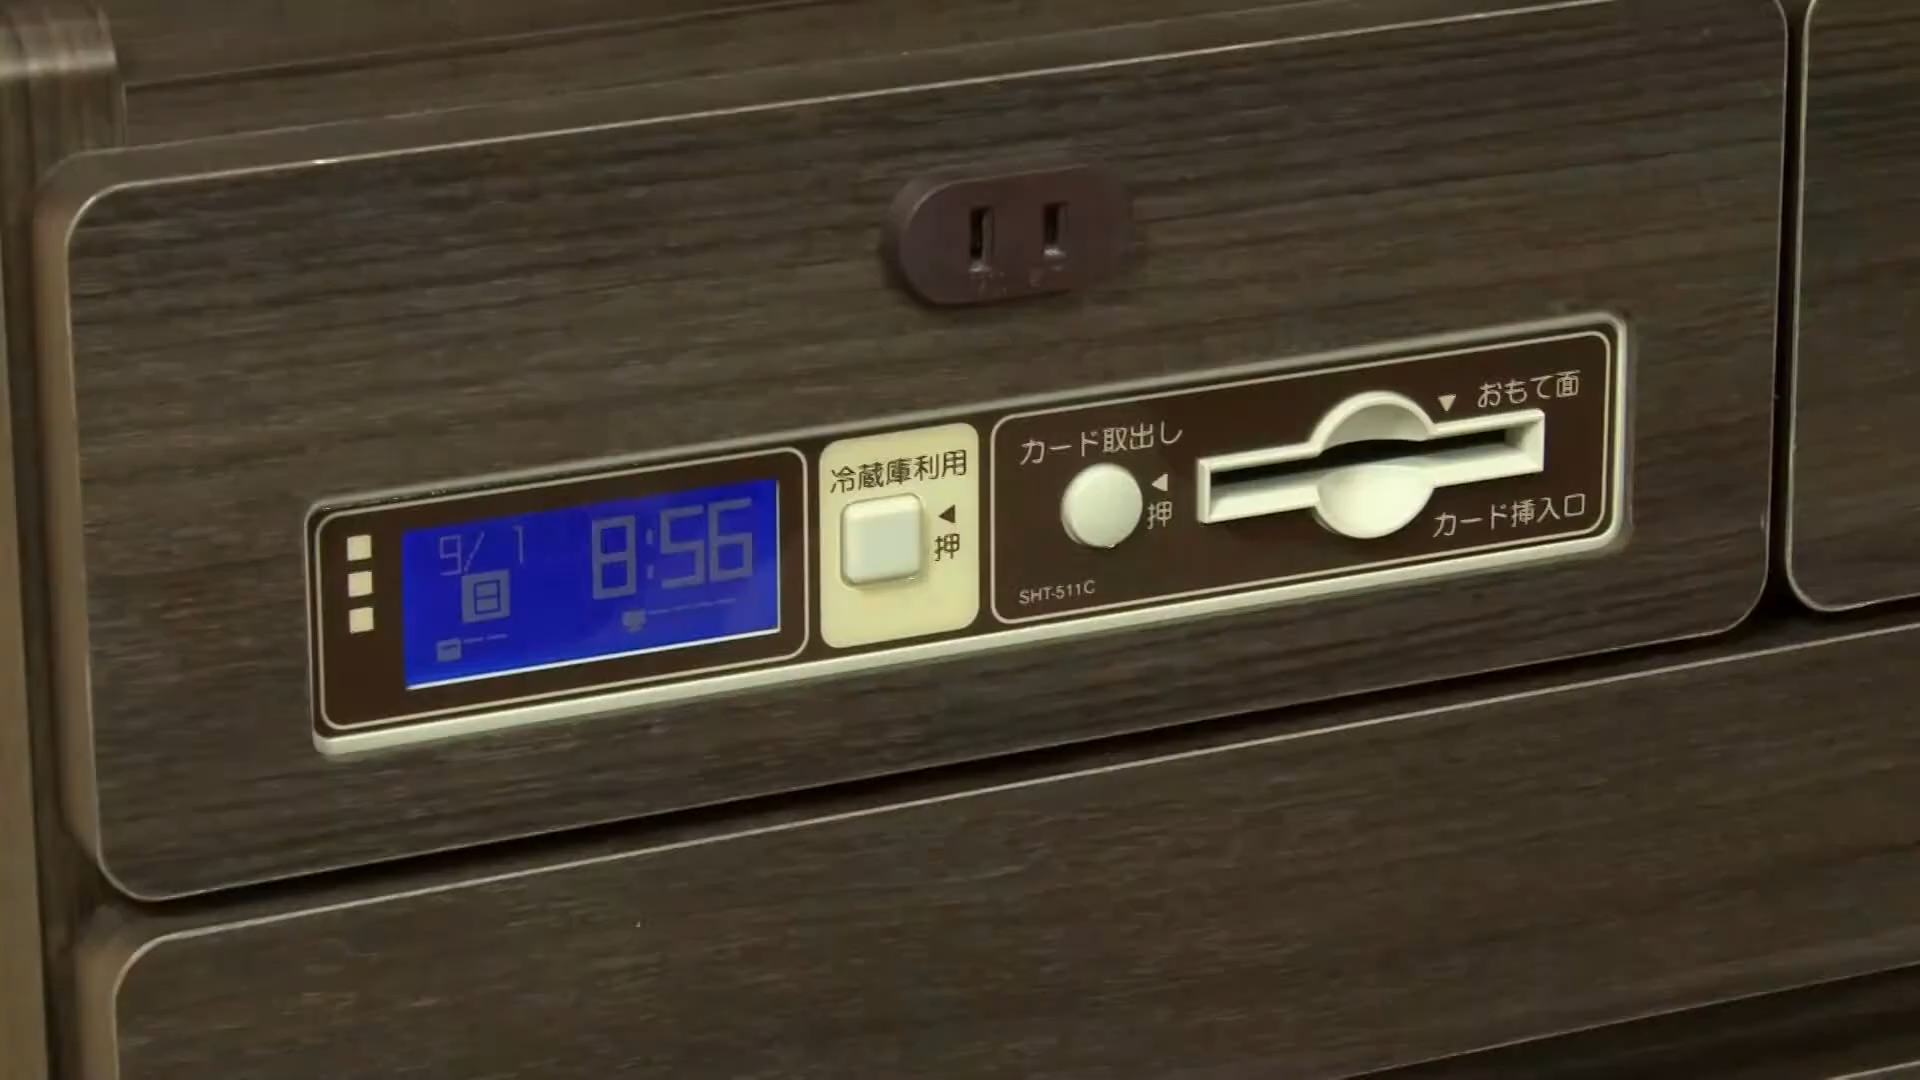 9/1
日
8:56
冷蔵庫利用
◀
押
カード取出し
◀
押
▼ おもて面
カード挿入口
SHT-511C